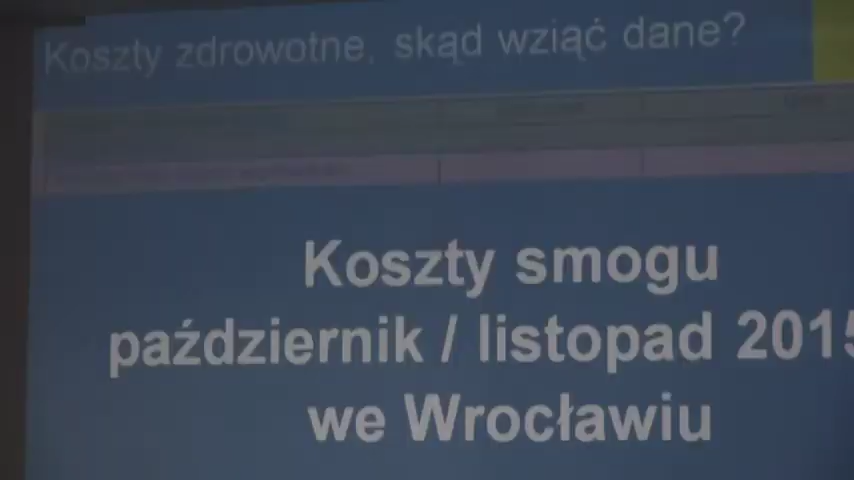 Koszty zdrowotne, skąd wziąć dane?
Koszty smogu
październik / listopad 2015
we Wrocławiu